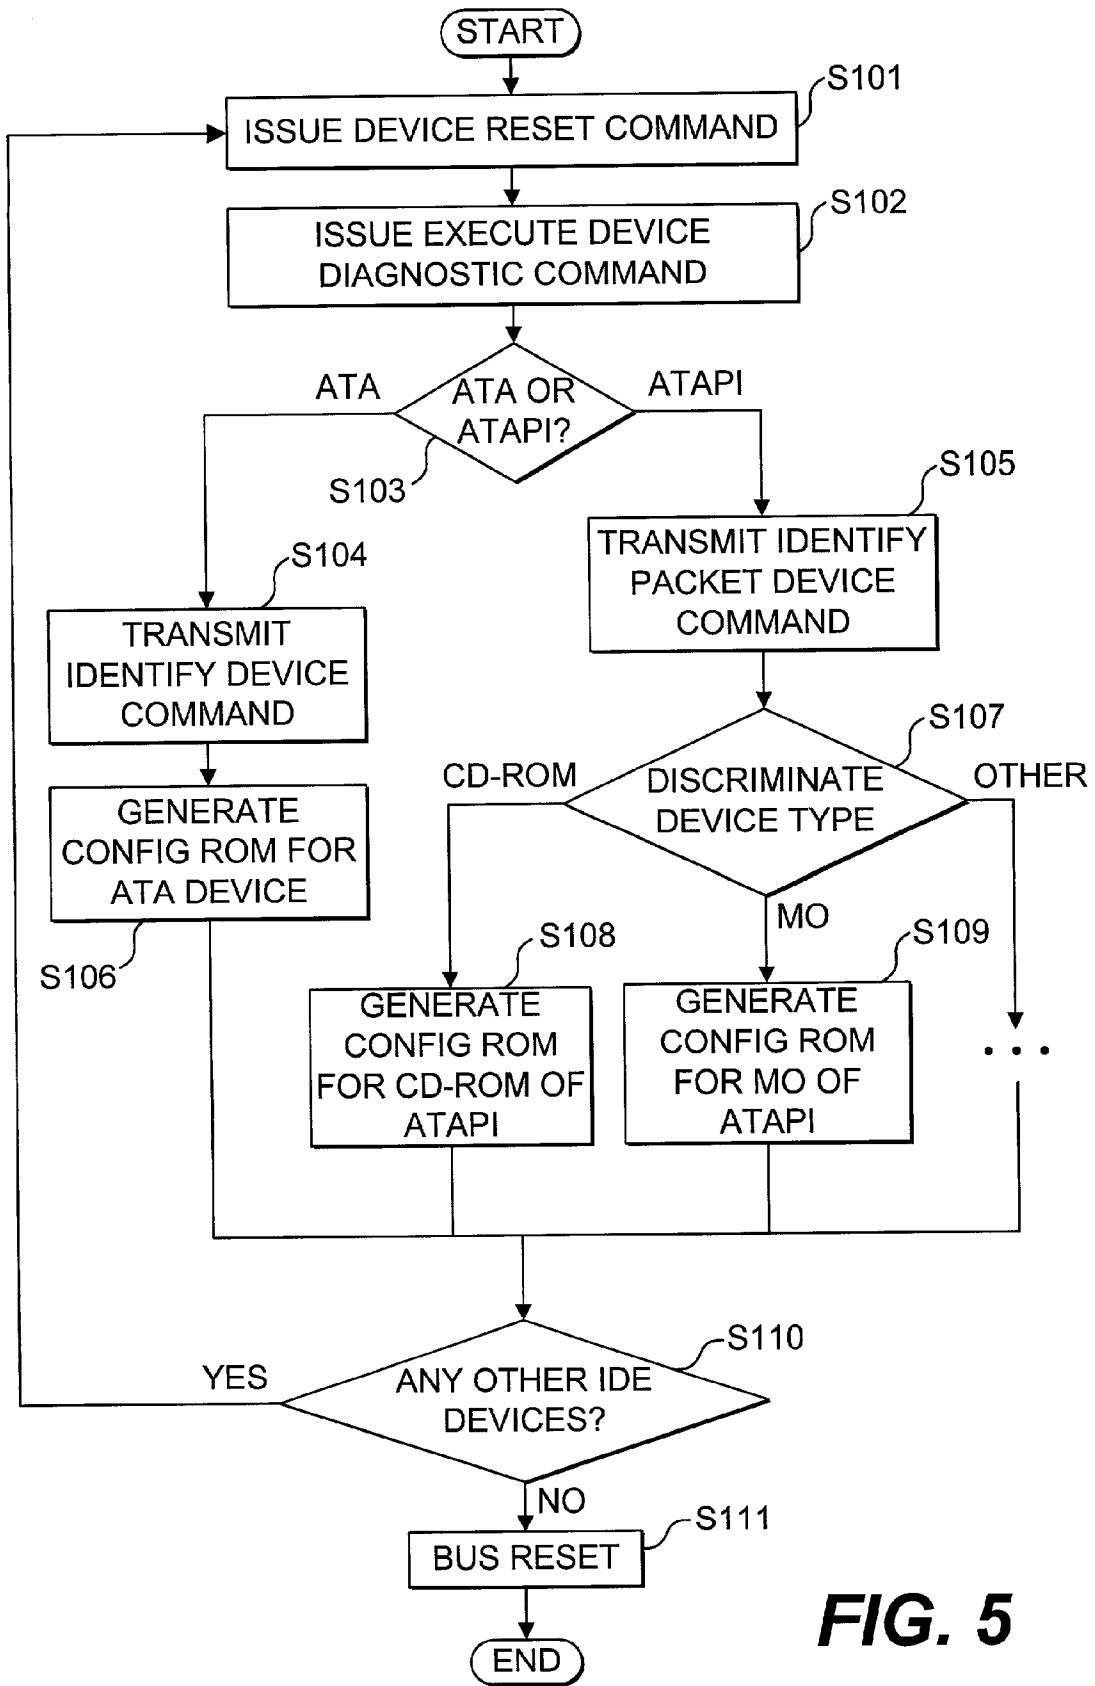 START
S101
ISSUE DEVICE RESET COMMAND
S102
ISSUE EXECUTE DEVICE
DIAGNOSTIC COMMAND
ATA
ATA OR
ATAPI?
ATAPI
S103
S105
TRANSMIT IDENTIFY
PACKET DEVICE
COMMAND
S104
TRANSMIT
IDENTIFY DEVICE
COMMAND
S107
CD-ROM
DISCRIMINATE
DEVICE TYPE
OTHER
GENERATE
CONFIG ROM FOR
ATA DEVICE
S106
MO
S108
GENERATE
CONFIG ROM
FOR CD-ROM OF
ATAPI
S109
GENERATE
CONFIG ROM
FOR MO OF
ATAPI
• • •
S110
YES
ANY OTHER IDE
DEVICES?
NO
S111
BUS RESET
END
FIG. 5